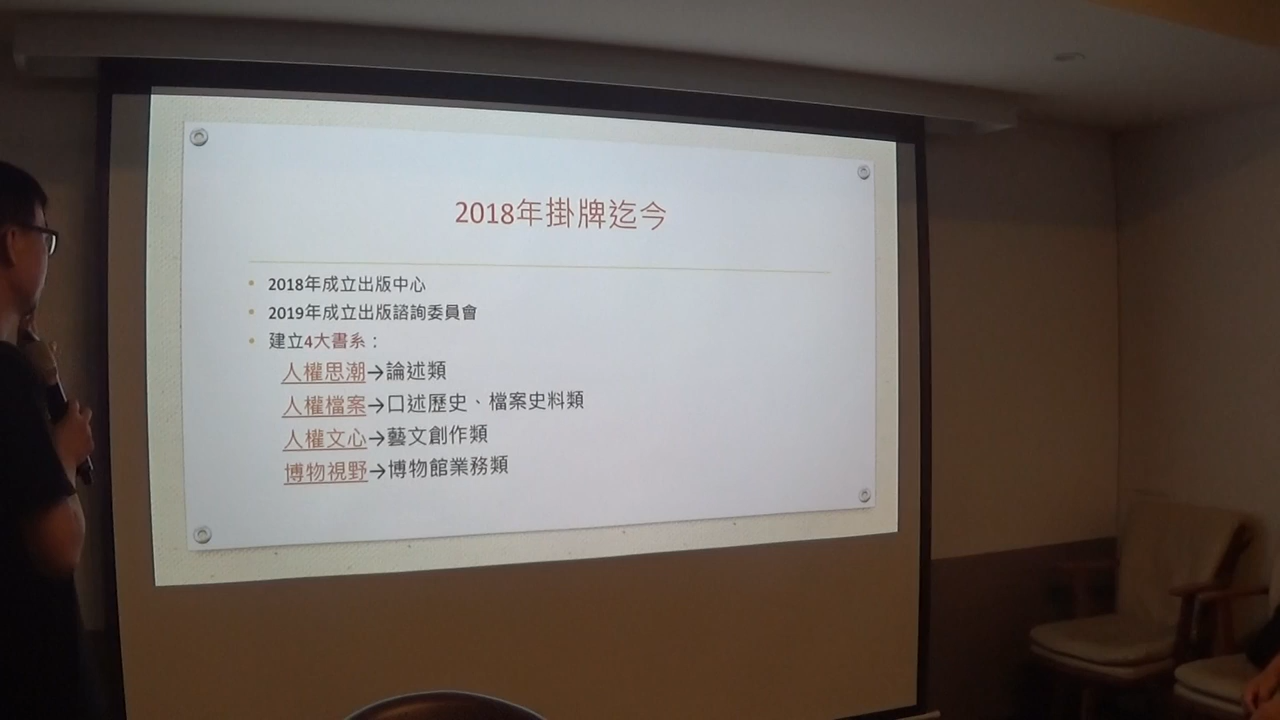 2018年掛牌迄今
• 2018年成立出版中心
• 2019年成立出版諮詢委員會
• 建立4大書系：
人權思潮→論述類
人權檔案→口述歷史、檔案史料類
人權文心→藝文創作類
博物視野→博物館業務類